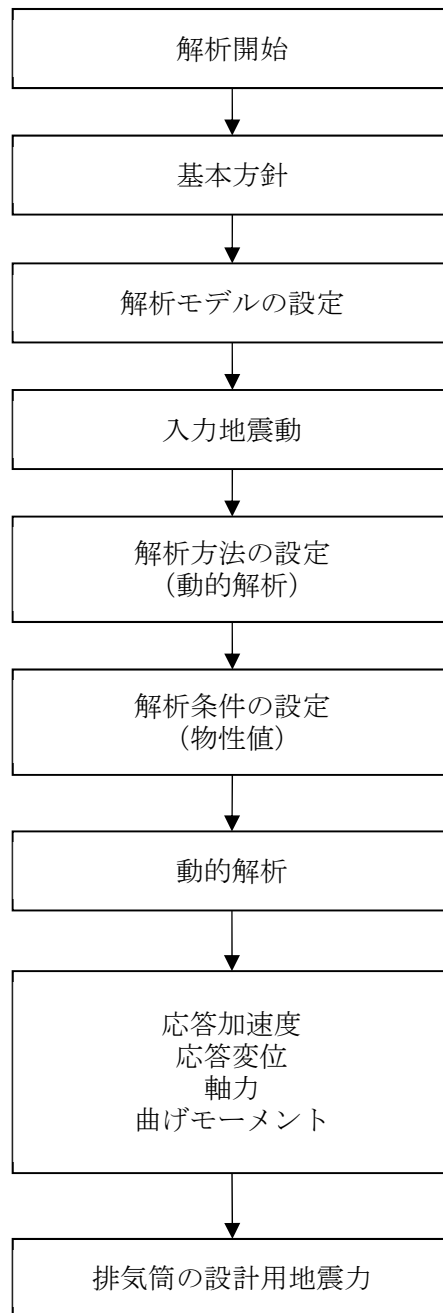 解析開始
基本方針
解析モデルの設定
入力地震動
解析方法の設定
（動的解析）
解析条件の設定
（物性値）
動的解析
応答加速度
応答変位
軸力
曲げモーメント
排気筒の設計用地震力